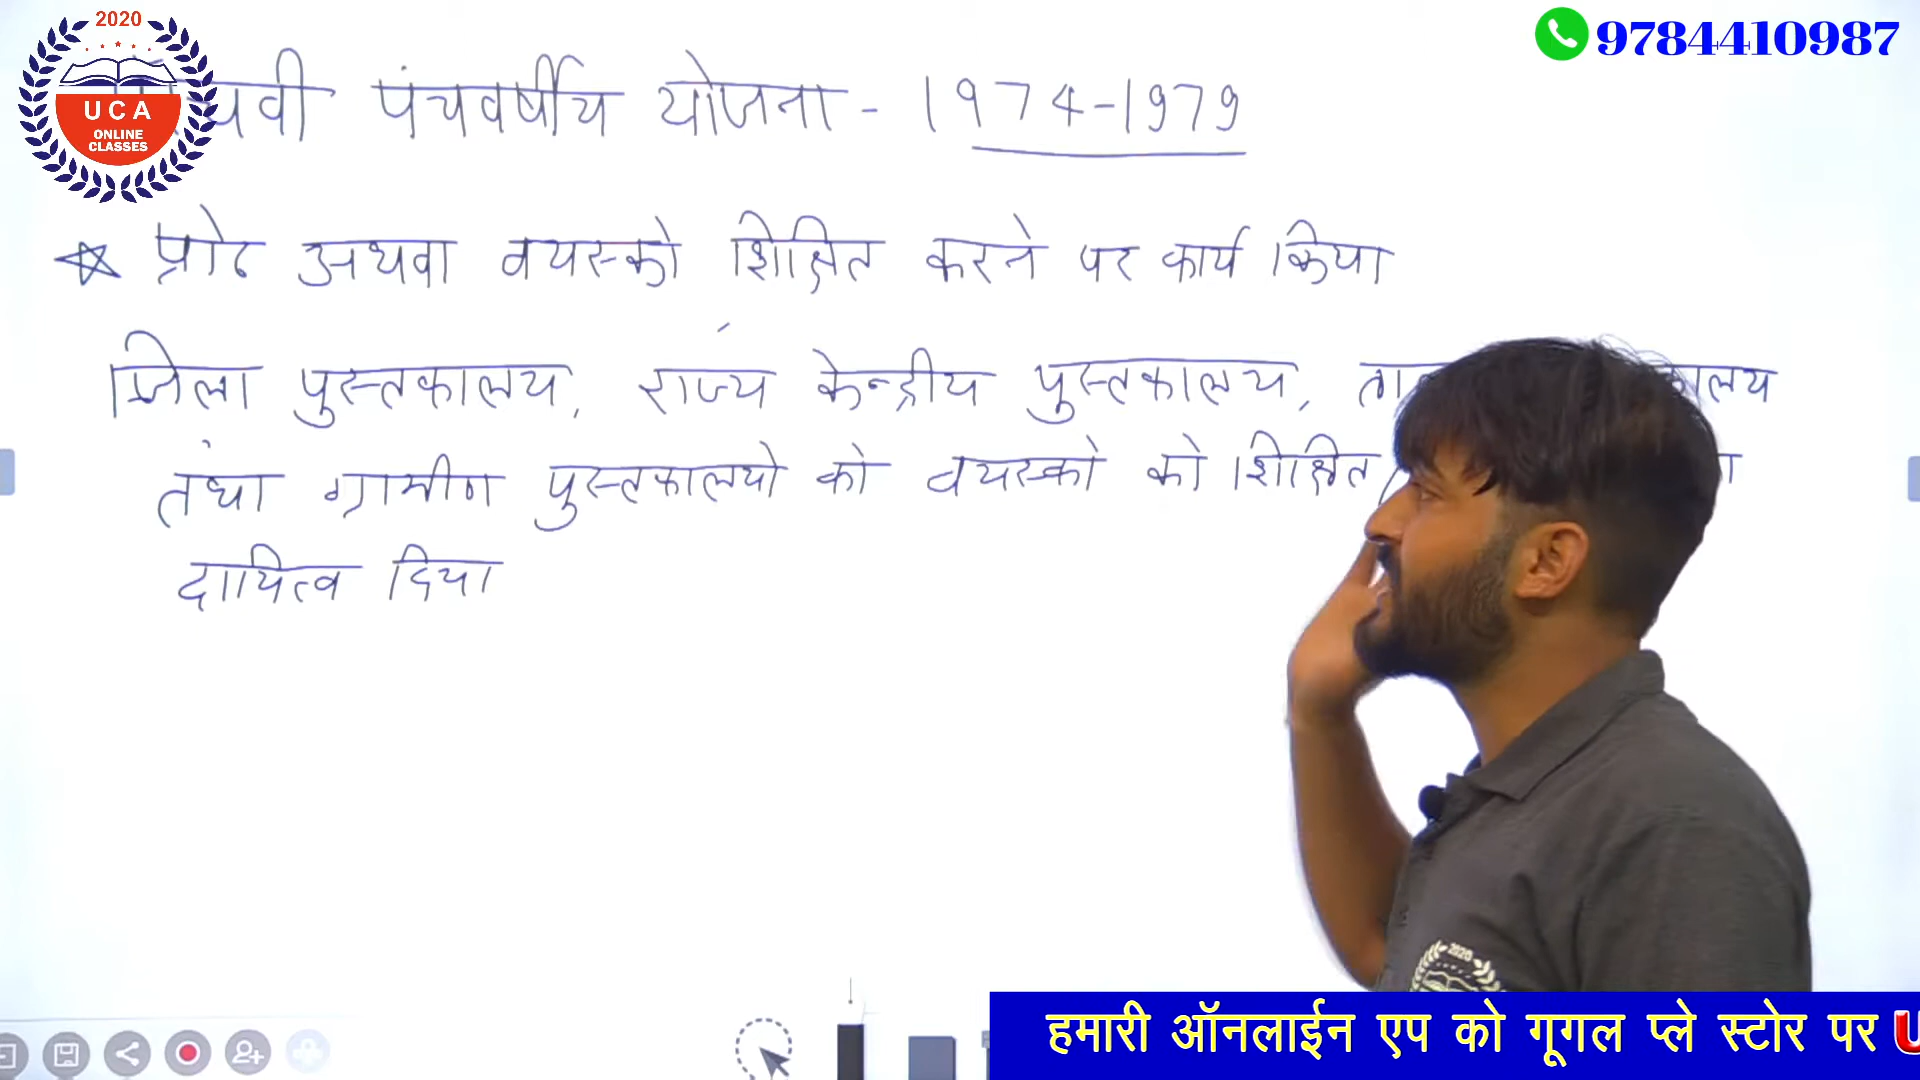 2020
UCA
ONLINE
CLASSES
9784410987
पंचवर्षीय योजना - 1974-1979
प्रोढ अथवा वयस्को शिक्षित करने पर कार्य किया
जिला पुस्तकालय, राज्य केन्द्रीय पुस्तकालय,
तथा ग्रामीण पुस्तकालयो को वयस्को को शिक्षित
दायित्व दिया
2020
हमारी ऑनलाईन एप को गूगल प्ले स्टोर पर U